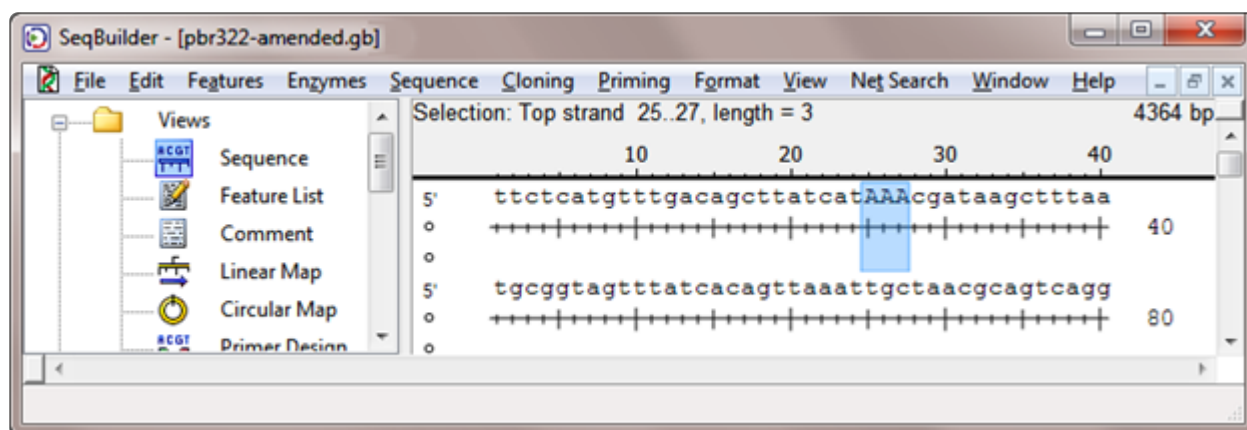 SeqBuilder - [pbr322-amended.gb]
File Edit Features Enzymes Sequence Cloning Priming Format View Net Search Window Help
Views
ACGT Sequence
Feature List
Comment
Linear Map
Circular Map
ACGT Primer Design
Selection: Top strand 25..27, length = 3 4364 bp
10 20 30 40
5' ttctcatgtttgacagcttatcatAAAcgataagctttaa
40
5' tgcggtagtttatcacagttaaattgctaacgcagtcagg
80